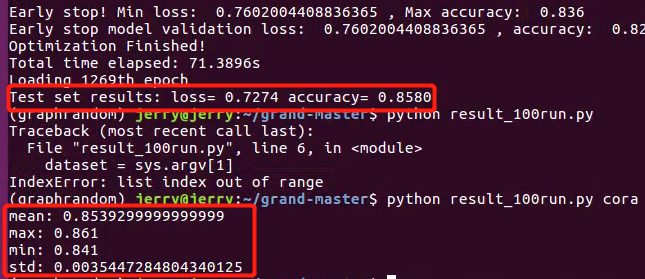 Early stop! Min loss:  0.7602004408836365 , Max accuracy:  0.836
Early stop model validation loss:  0.7602004408836365 , accuracy:  0.82
Optimization Finished!
Total time elapsed: 71.3896s
Loading 1269th epoch
Test set results: loss= 0.7274 accuracy= 0.8580
(graphrandom) jerry@jerry:~/grand-master$ python result_100run.py
Traceback (most recent call last):
  File "result_100run.py", line 6, in <module>
    dataset = sys.argv[1]
IndexError: list index out of range
(graphrandom) jerry@jerry:~/grand-master$ python result_100run.py cora
mean: 0.8539299999999999
max: 0.861
min: 0.841
std: 0.0035447284804340125